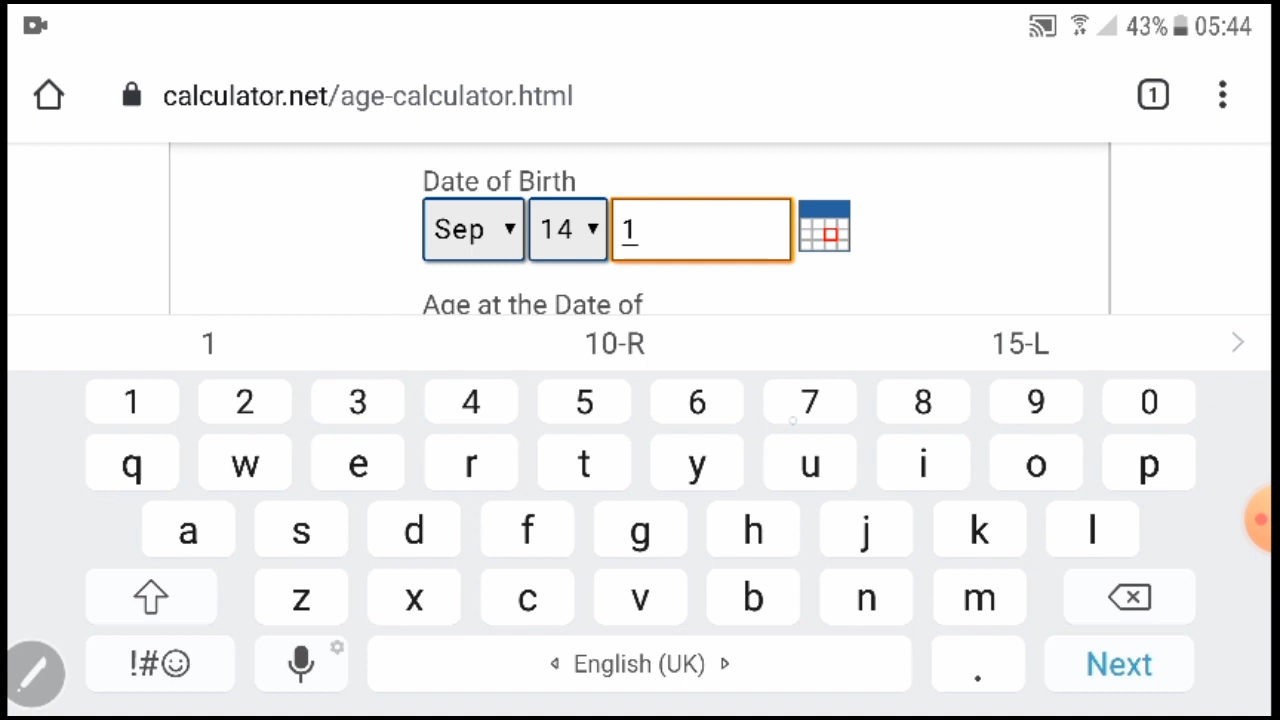 43% 05:44
calculator.net/age-calculator.html 1
Date of Birth
Sep 14 1
Age at the Date of
1 10-R 15-L
1 2 3 4 5 6 7 8 9 0
q w e r t y u i o p
a s d f g h j k l
z x c v b n m
!#☺ English (UK) . Next